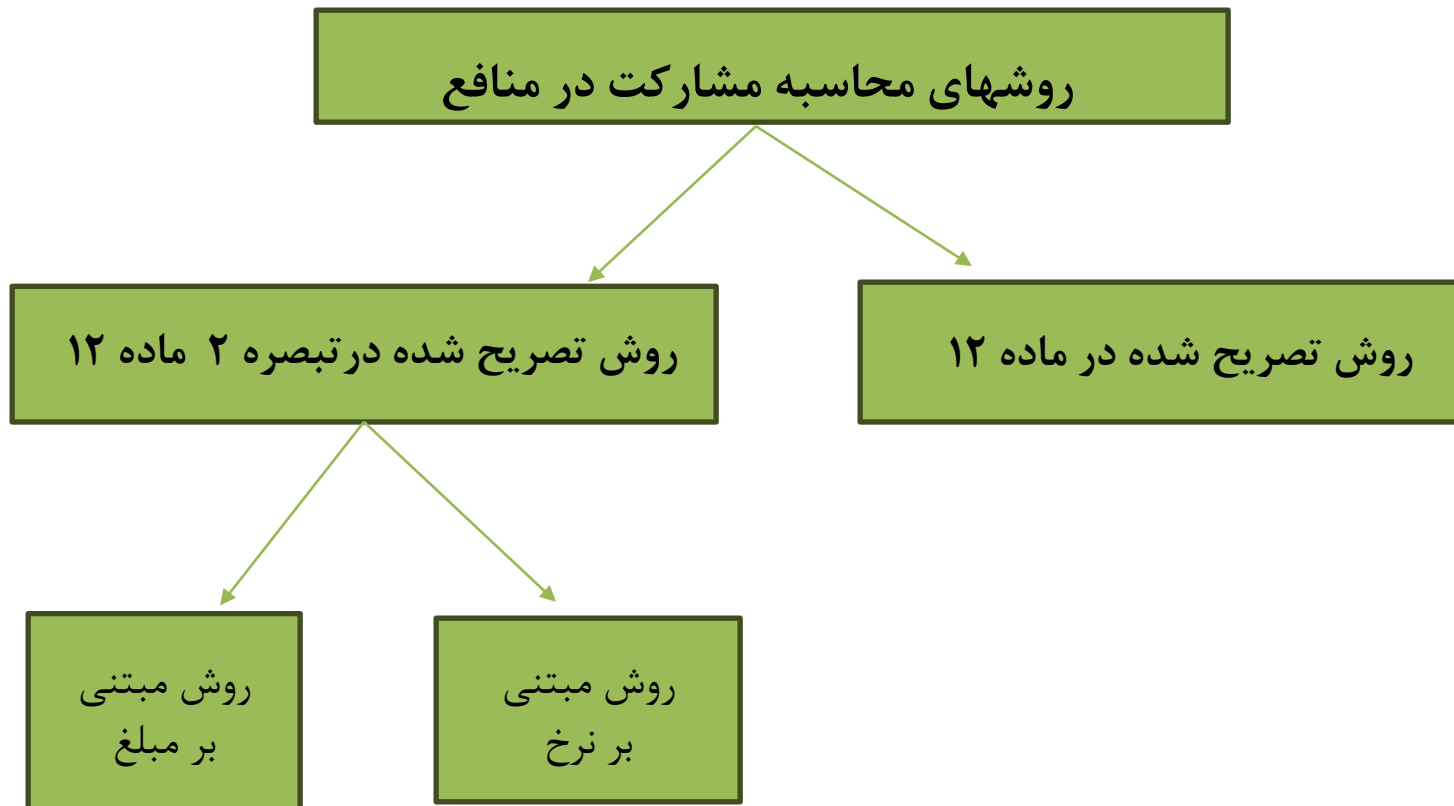 روشهای محاسبه مشارکت در منافع
روش تصریح شده در ماده ۱۲
روش تصریح شده درتبصره ۲ ماده ۱۲
روش مبتنی
بر نرخ
روش مبتنی
بر مبلغ